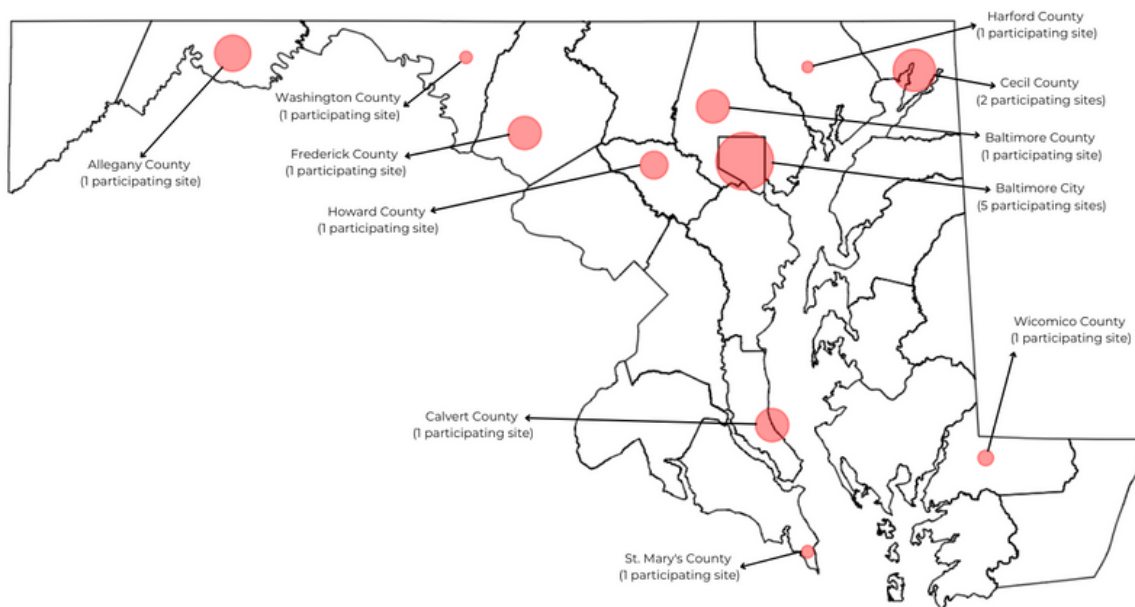 Harford County
(1 participating site)
Cecil County
(2 participating sites)
Washington County
(1 participating site)
Baltimore County
(1 participating site)
Frederick County
(1 participating site)
Allegany County
(1 participating site)
Baltimore City
(5 participating sites)
Howard County
(1 participating site)
Wicomico County
(1 participating site)
Calvert County
(1 participating site)
St. Mary's County
(1 participating site)